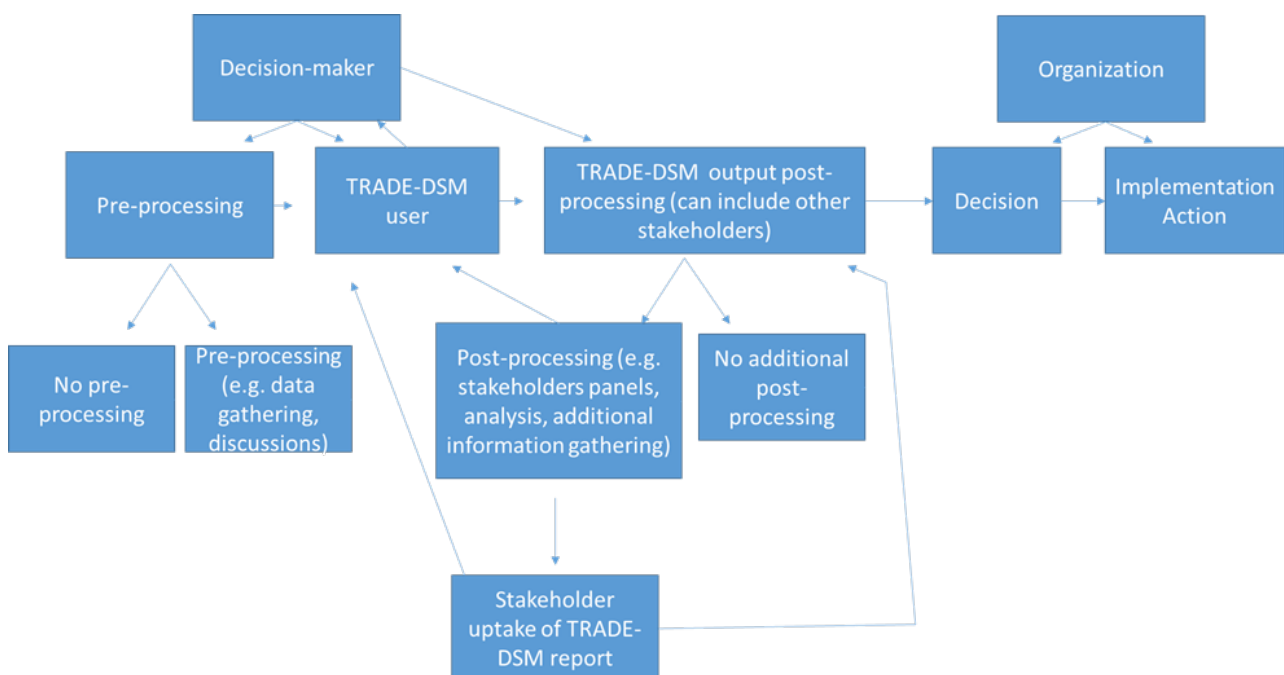 Decision-maker
Organization
Pre-processing
TRADE-DSM
user
TRADE-DSM output post-
processing (can include other
stakeholders)
Decision
Implementation
Action
No pre-
processing
Pre-processing
(e.g. data
gathering,
discussions)
Post-processing (e.g.
stakeholders panels,
analysis, additional
information gathering)
No additional
post-
processing
Stakeholder
uptake of TRADE-
DSM report